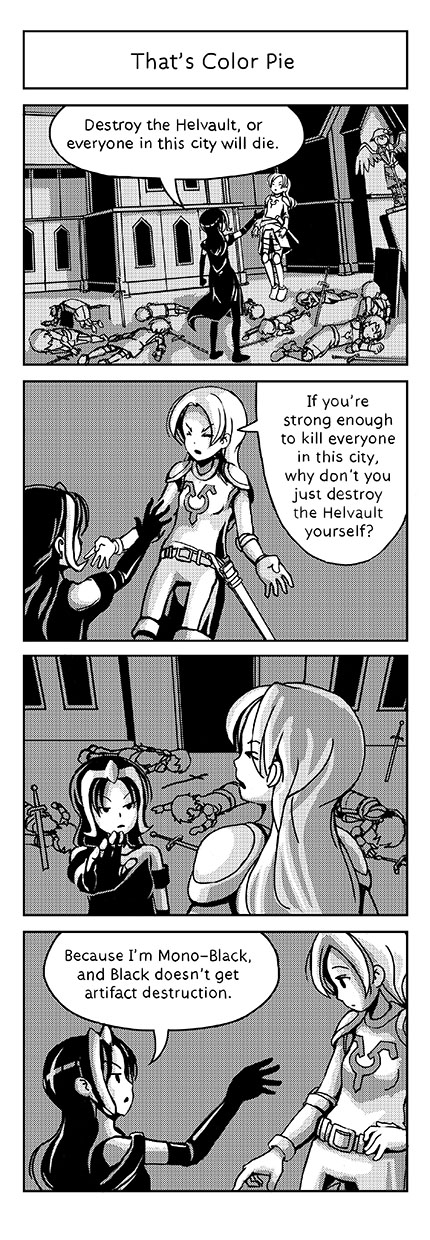 That's Color Pie
Destroy the Helvault, or
everyone in this city will die.
If you're
strong enough
to kill everyone
in this city,
why don't you
just destroy
the Helvault
yourself?
Because I'm Mono-Black,
and Black doesn't get
artifact destruction.